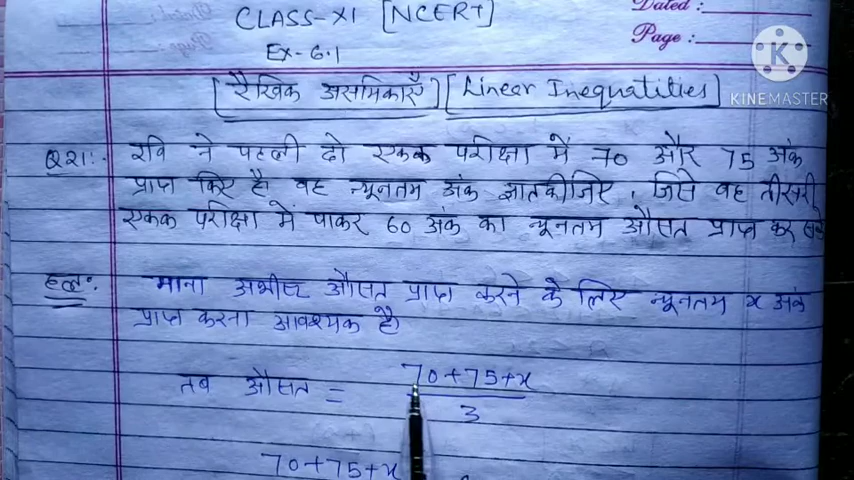 CLASS-XI [NCERT]
Dated:
Page:
EX-6.1
[रैखिक असमिकाएँ] [Linear Inequatities]
KINEMASTER
Q21:- रवि ने पहली दो एकक परीक्षा में 70 और 75 अंक
प्राप्त किए है। वह न्यूनतम अंक ज्ञात कीजिए, जिसे वह तीसरी
एकक परीक्षा में पाकर 60 अंक का न्यूनतम औसत प्राप्त कर सके
हल:- माना अभीष्ट औसत प्राप्त करने के लिए न्यूनतम x अंक
प्राप्त करना आवश्यक है।
तब औसत = 70+75+x
3
70+75+x